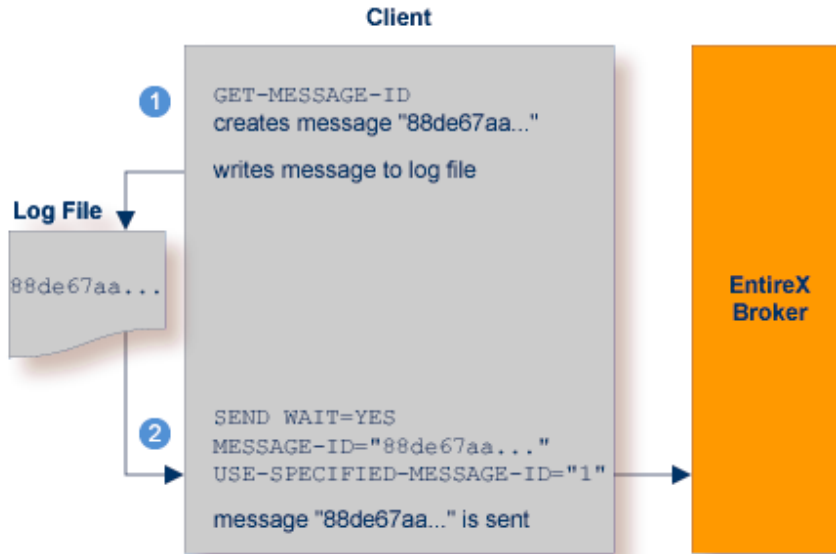 Client
1
GET-MESSAGE-ID
creates message "88de67aa..."
writes message to log file
Log File
88de67aa...
EntireX
Broker
2
SEND WAIT=YES
MESSAGE-ID="88de67aa..."
USE-SPECIFIED-MESSAGE-ID="1"
message "88de67aa..." is sent